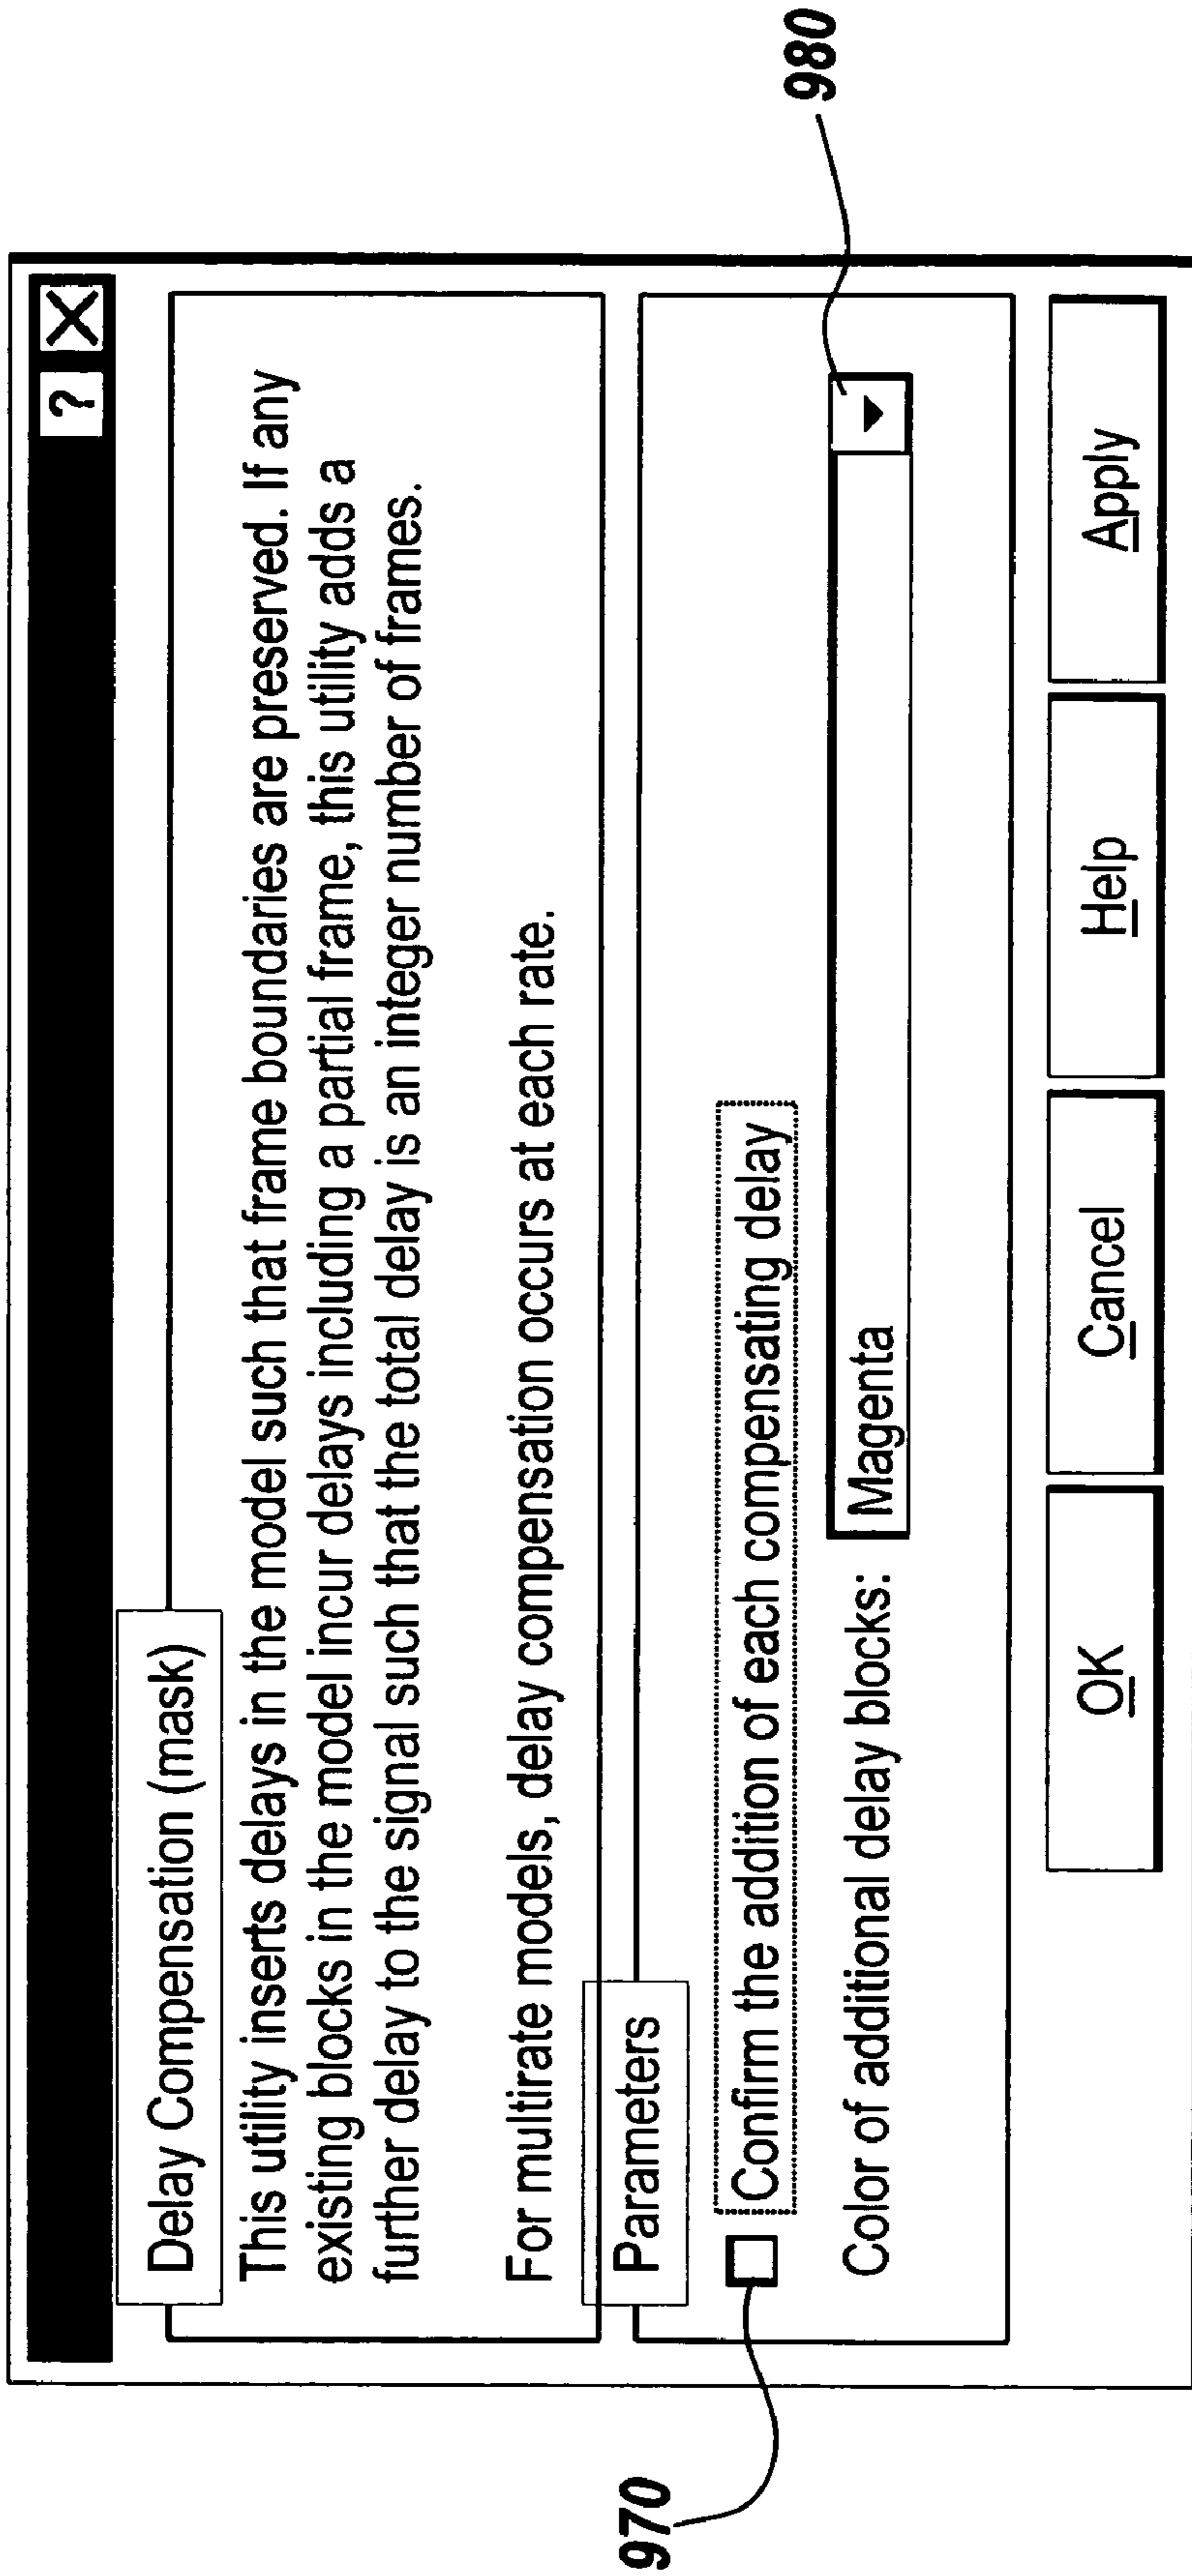 ? X
Delay Compensation (mask)
This utility inserts delays in the model such that frame boundaries are preserved. If any
existing blocks in the model incur delays including a partial frame, this utility adds a
further delay to the signal such that the total delay is an integer number of frames.
For multirate models, delay compensation occurs at each rate.
Parameters
Confirm the addition of each compensating delay
Color of additional delay blocks: Magenta
OK Cancel Help Apply
970
980